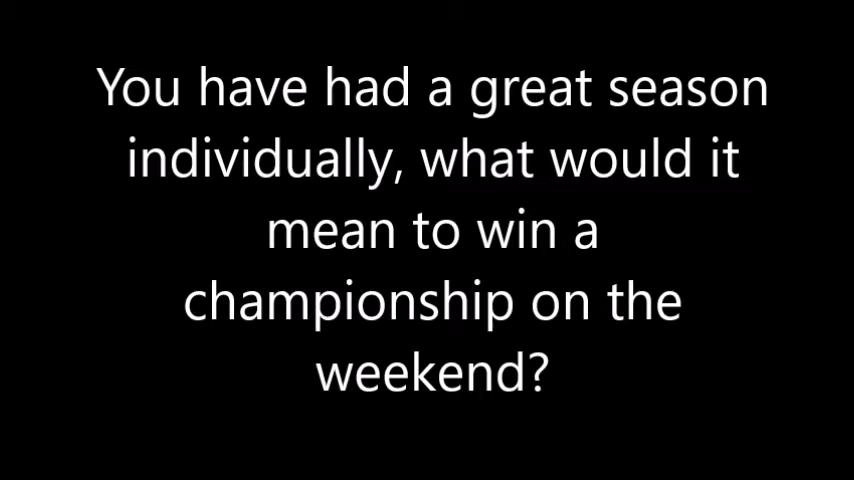 You have had a great season
individually, what would it
mean to win a
championship on the
weekend?